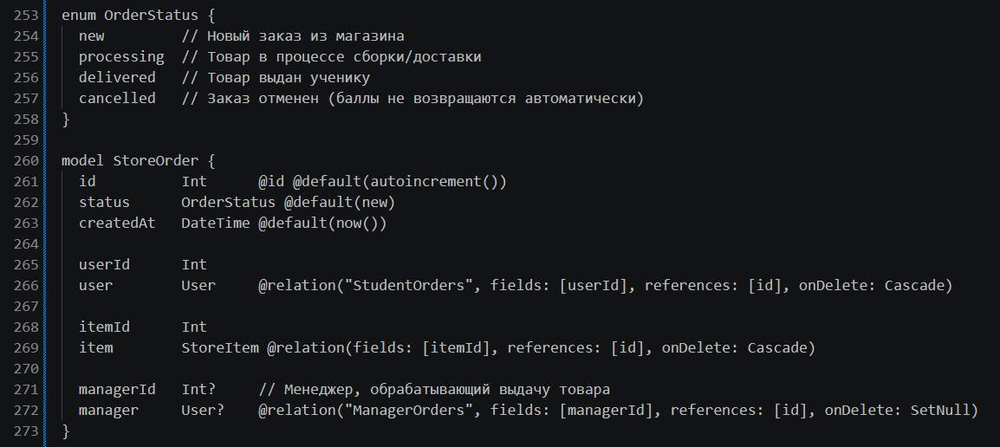 253 enum OrderStatus {
254   new         // Новый заказ из магазина
255   processing  // Товар в процессе сборки/доставки
256   delivered   // Товар выдан ученику
257   cancelled   // Заказ отменен (баллы не возвращаются автоматически)
258 }
259
260 model StoreOrder {
261   id          Int      @id @default(autoincrement())
262   status      OrderStatus @default(new)
263   createdAt   DateTime @default(now())
264
265   userId      Int
266   user        User     @relation("StudentOrders", fields: [userId], references: [id], onDelete: Cascade)
267
268   itemId      Int
269   item        StoreItem @relation(fields: [itemId], references: [id], onDelete: Cascade)
270
271   managerId   Int?     // Менеджер, обрабатывающий выдачу товара
272   manager     User?    @relation("ManagerOrders", fields: [managerId], references: [id], onDelete: SetNull)
273 }